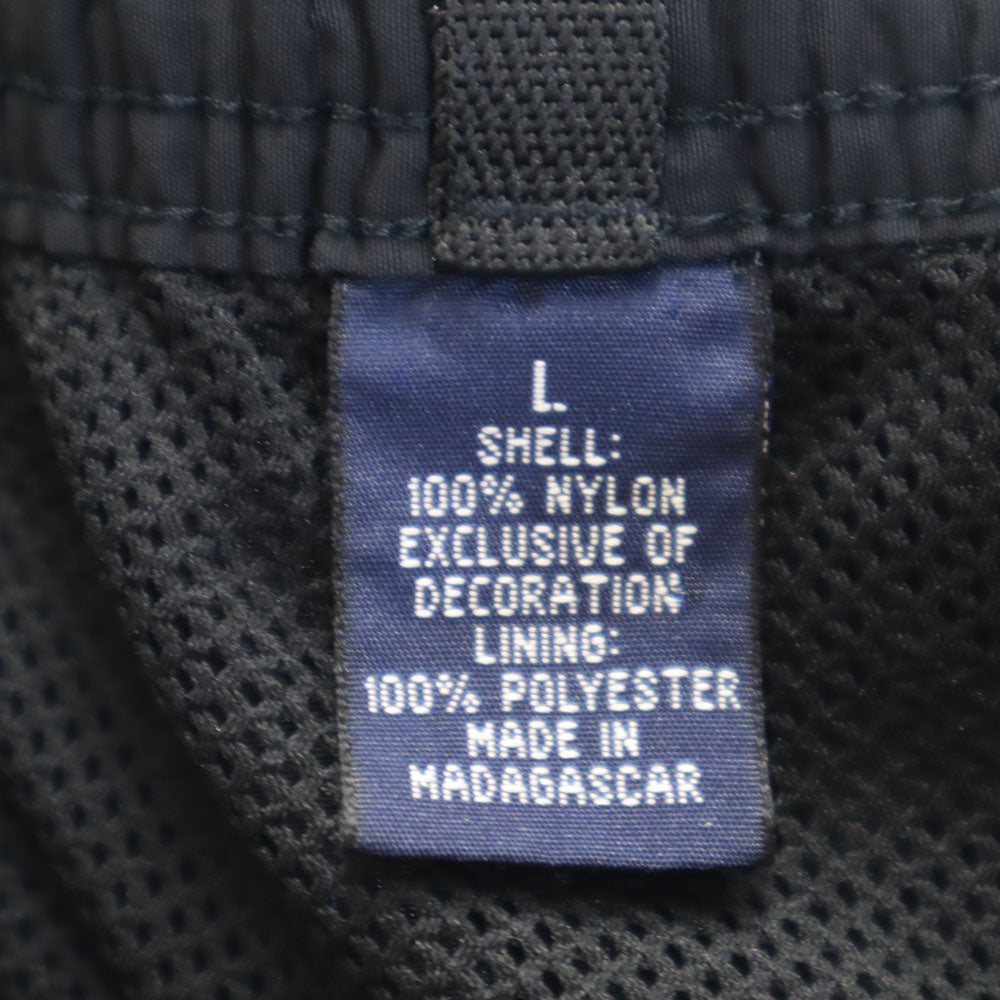 L
SHELL:
100% NYLON
EXCLUSIVE OF
DECORATION
LINING:
100% POLYESTER
MADE IN
MADAGASCAR